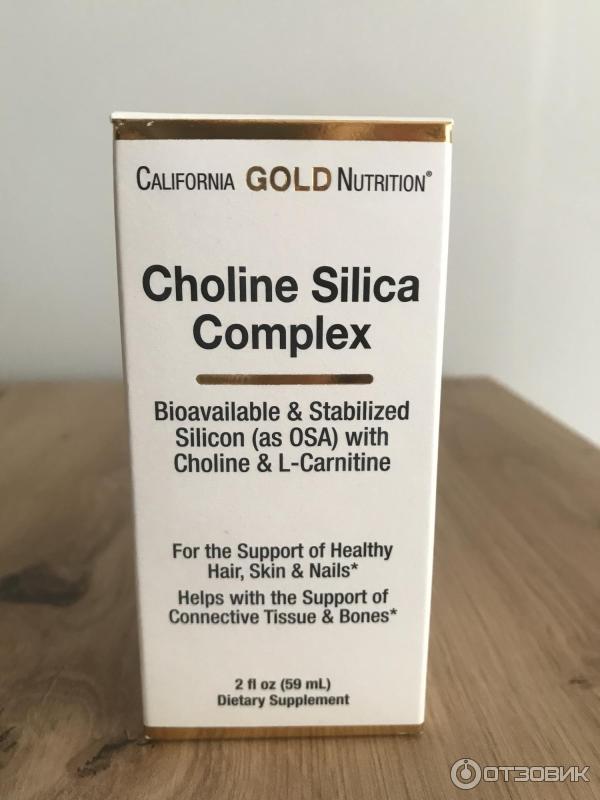 CALIFORNIA GOLD NUTRITION®
Choline Silica
Complex
Bioavailable & Stabilized
Silicon (as OSA) with
Choline & L-Carnitine
For the Support of Healthy
Hair, Skin & Nails*
Helps with the Support of
Connective Tissue & Bones*
2 fl oz (59 mL)
Dietary Supplement
ОТЗОВИК